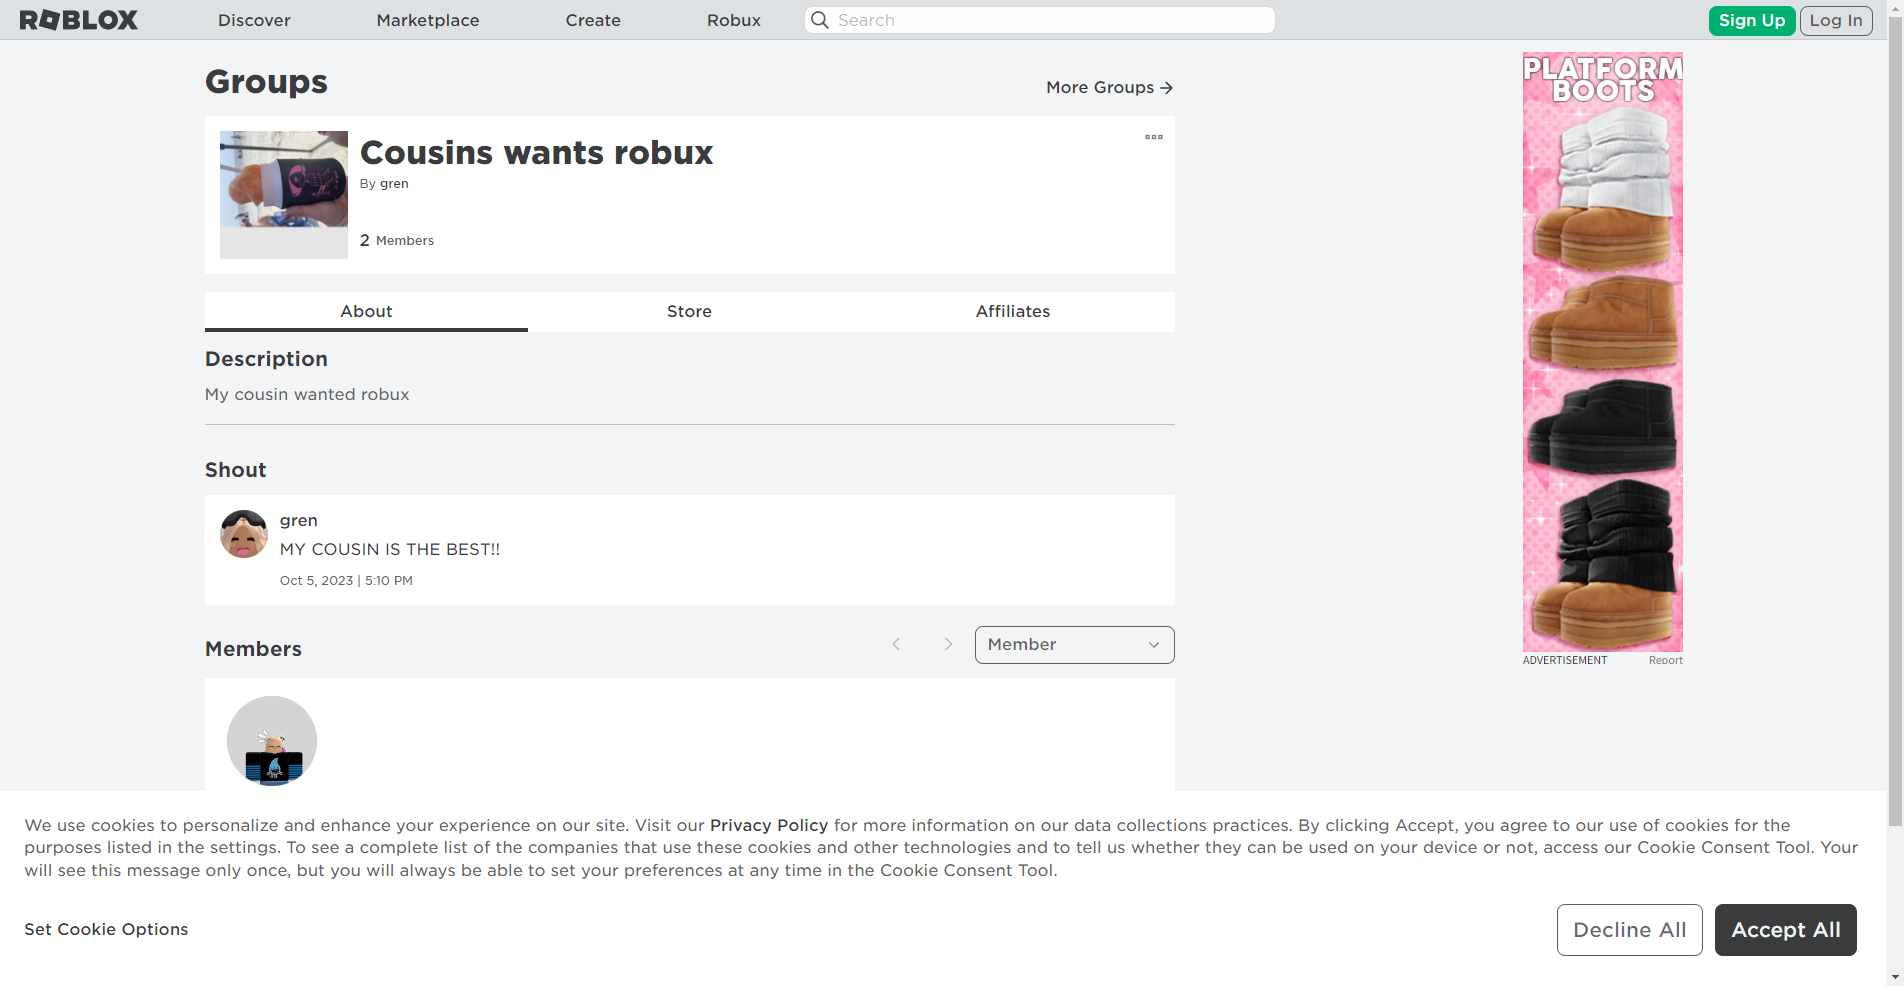 ROBLOX
Discover
Marketplace
Create
Robux
Search
Sign Up
Log In
Groups
More Groups
Cousins wants robux
By gren
2 Members
About
Store
Affiliates
Description
My cousin wanted robux
Shout
gren
MY COUSIN IS THE BEST!!
Oct 5, 2023 | 5:10 PM
Members
Member
PLATFORM
BOOTS
ADVERTISEMENT
Report
We use cookies to personalize and enhance your experience on our site. Visit our Privacy Policy for more information on our data collections practices. By clicking Accept, you agree to our use of cookies for the
purposes listed in the settings. To see a complete list of the companies that use these cookies and other technologies and to tell us whether they can be used on your device or not, access our Cookie Consent Tool. Your
will see this message only once, but you will always be able to set your preferences at any time in the Cookie Consent Tool.
Set Cookie Options
Decline All
Accept All